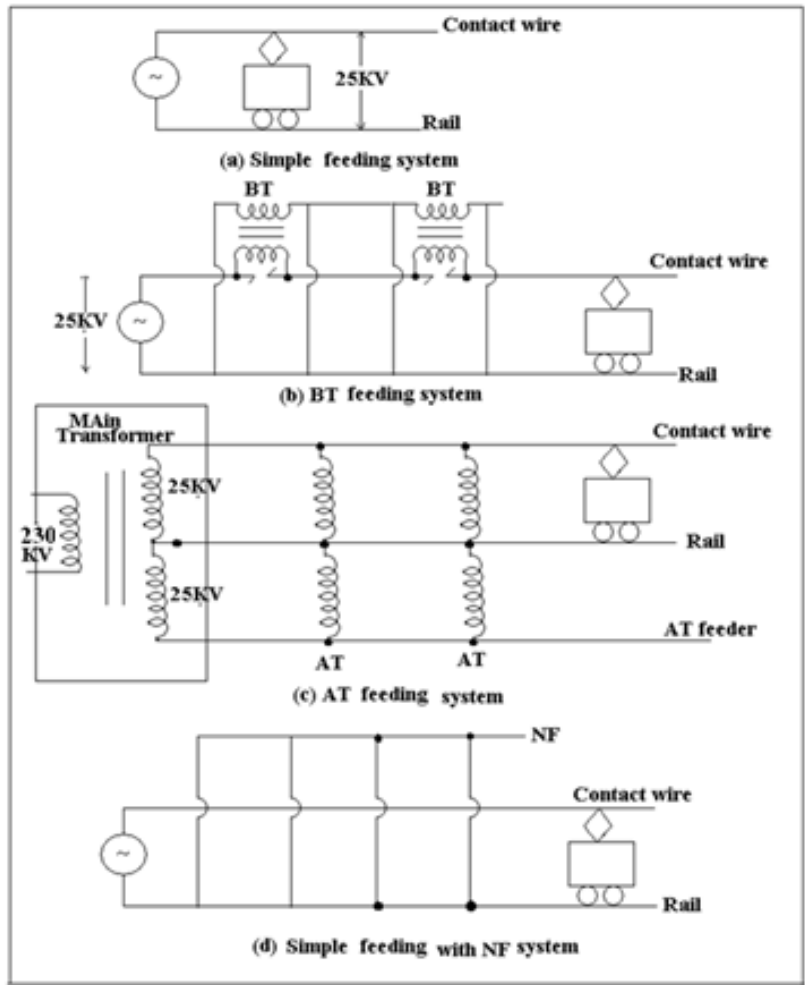 Contact wire
25KV
Rail
(a) Simple feeding system
BT BT
Contact wire
25KV
~
Rail
(b) BT feeding system
MAin
Transformer
Contact wire
25KV
230
KV
Rail
25KV
AT feeder
AT AT
(c) AT feeding system
NF
Contact wire
~
Rail
(d) Simple feeding with NF system